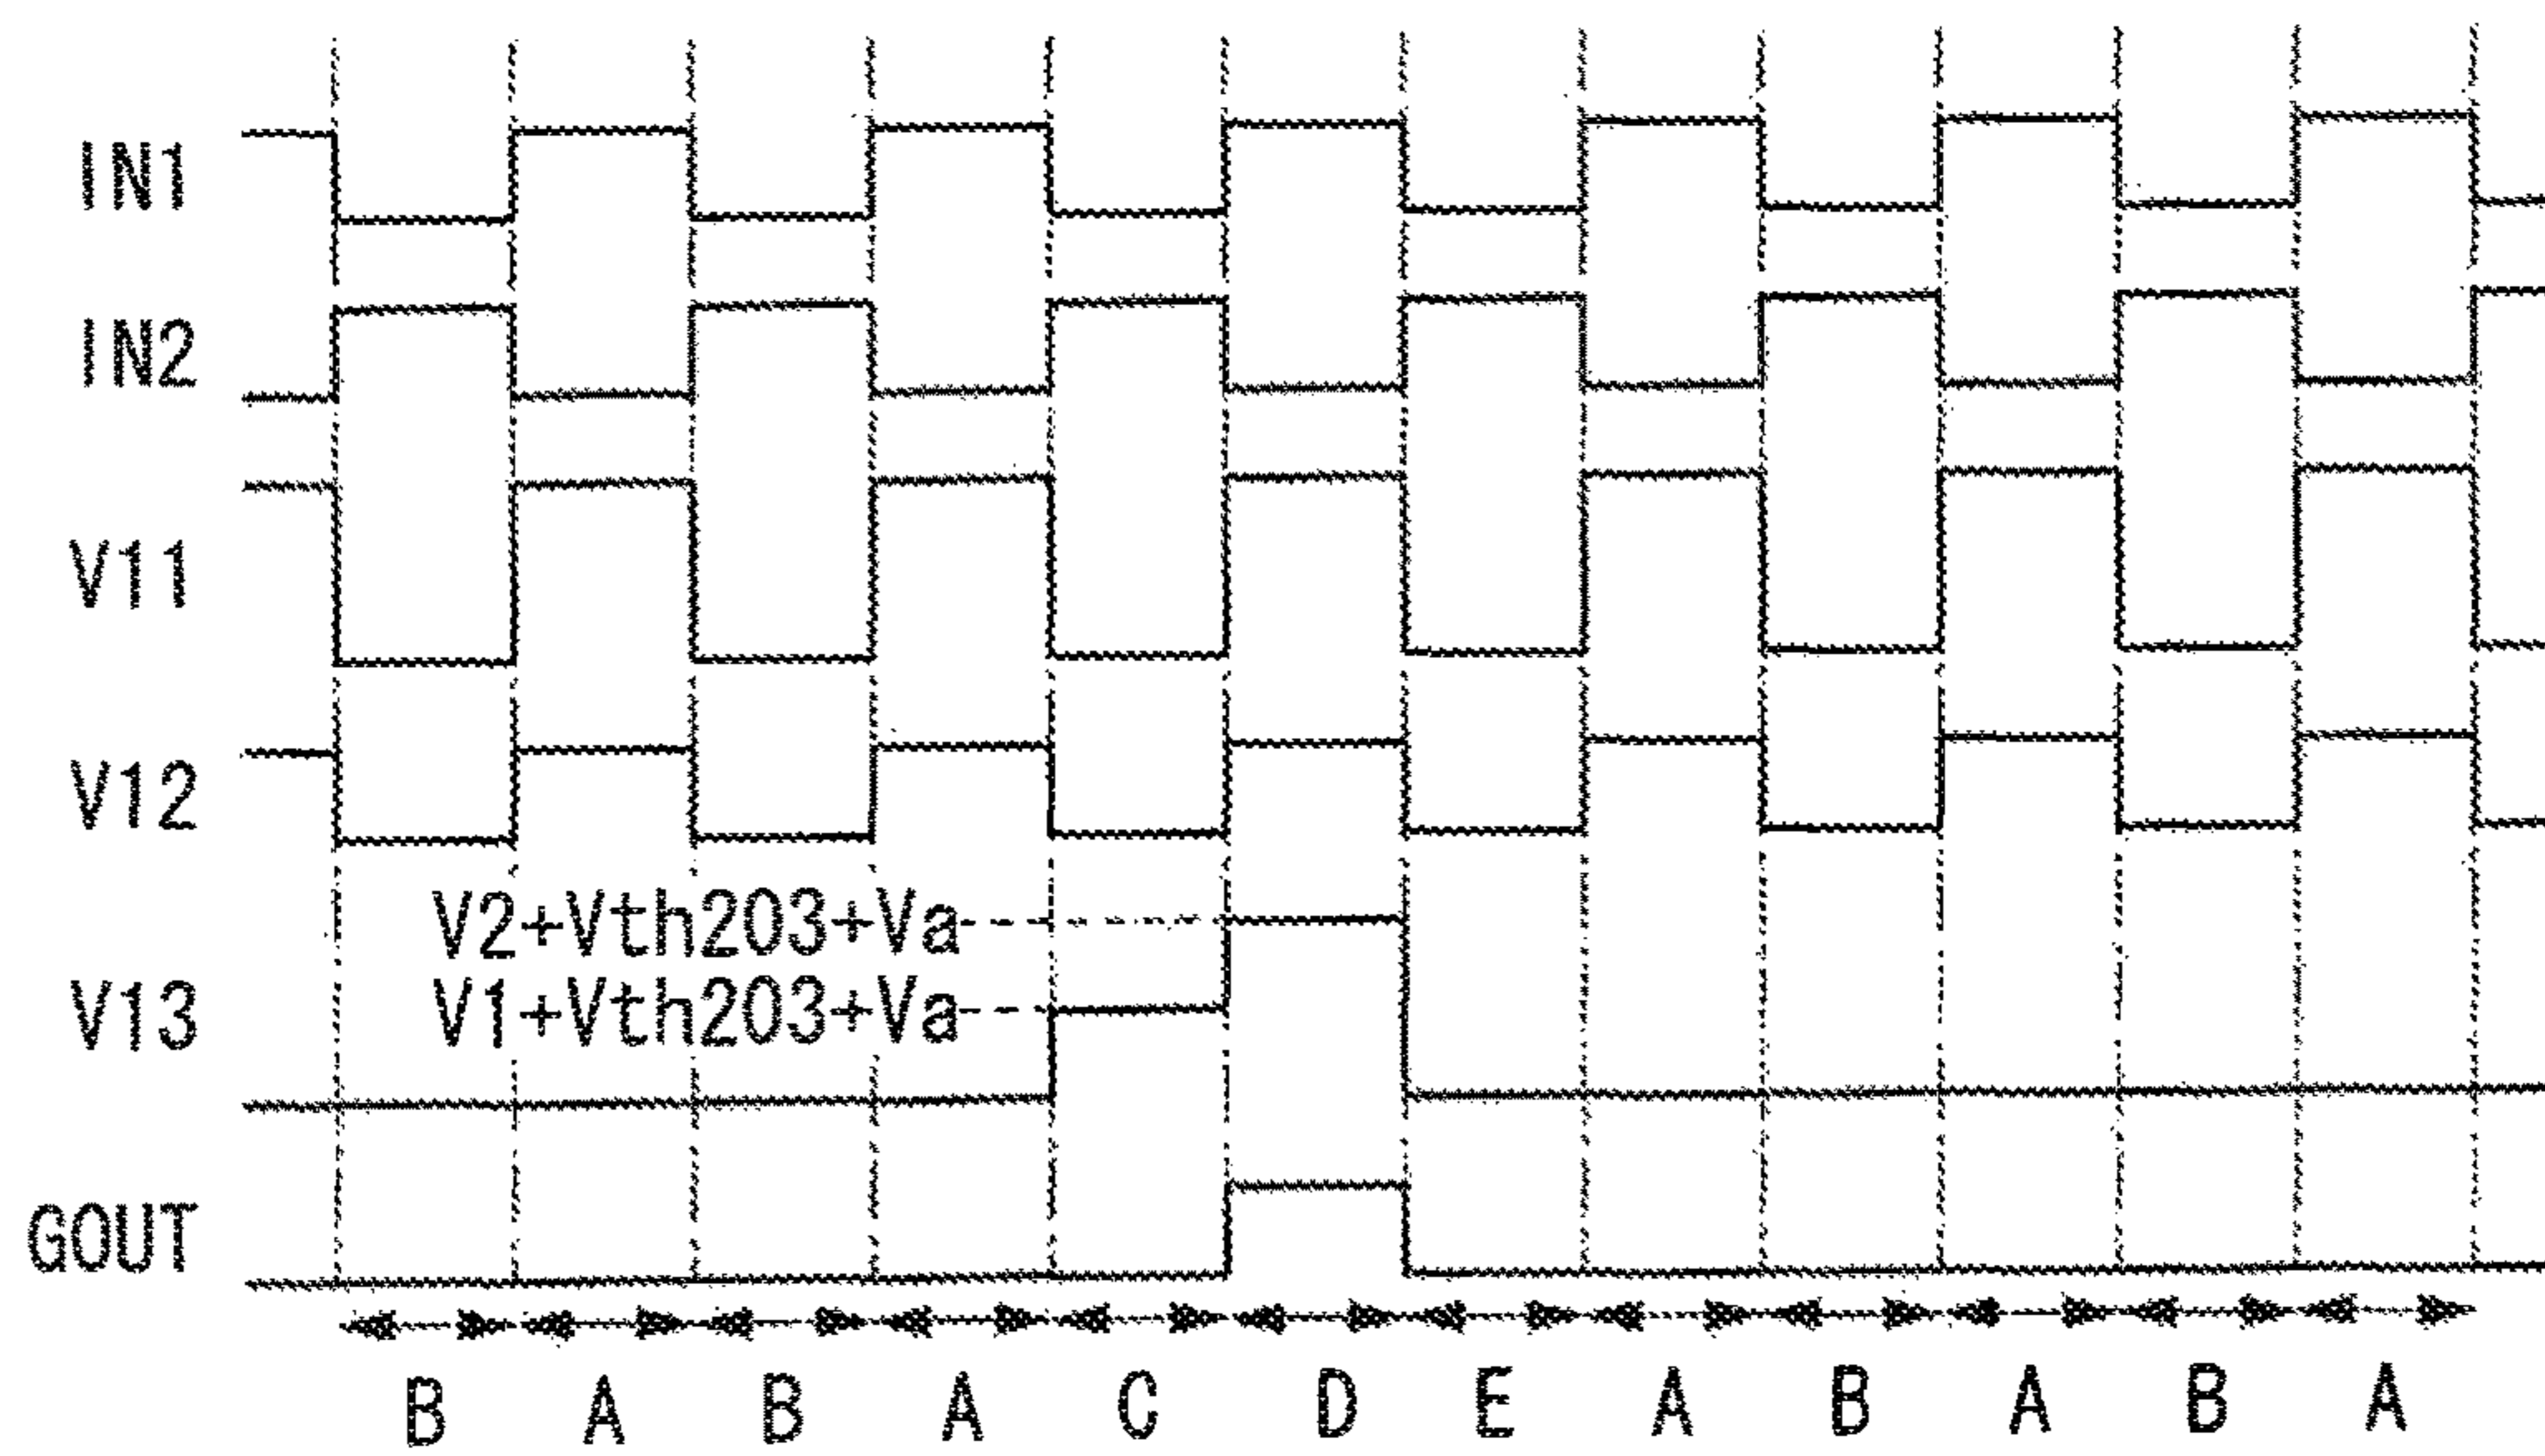 IN1
IN2
V11
V12
V2+Vth203+Va
V13
V1+Vth203+Va
GOUT
B A B A C D E A B A B A